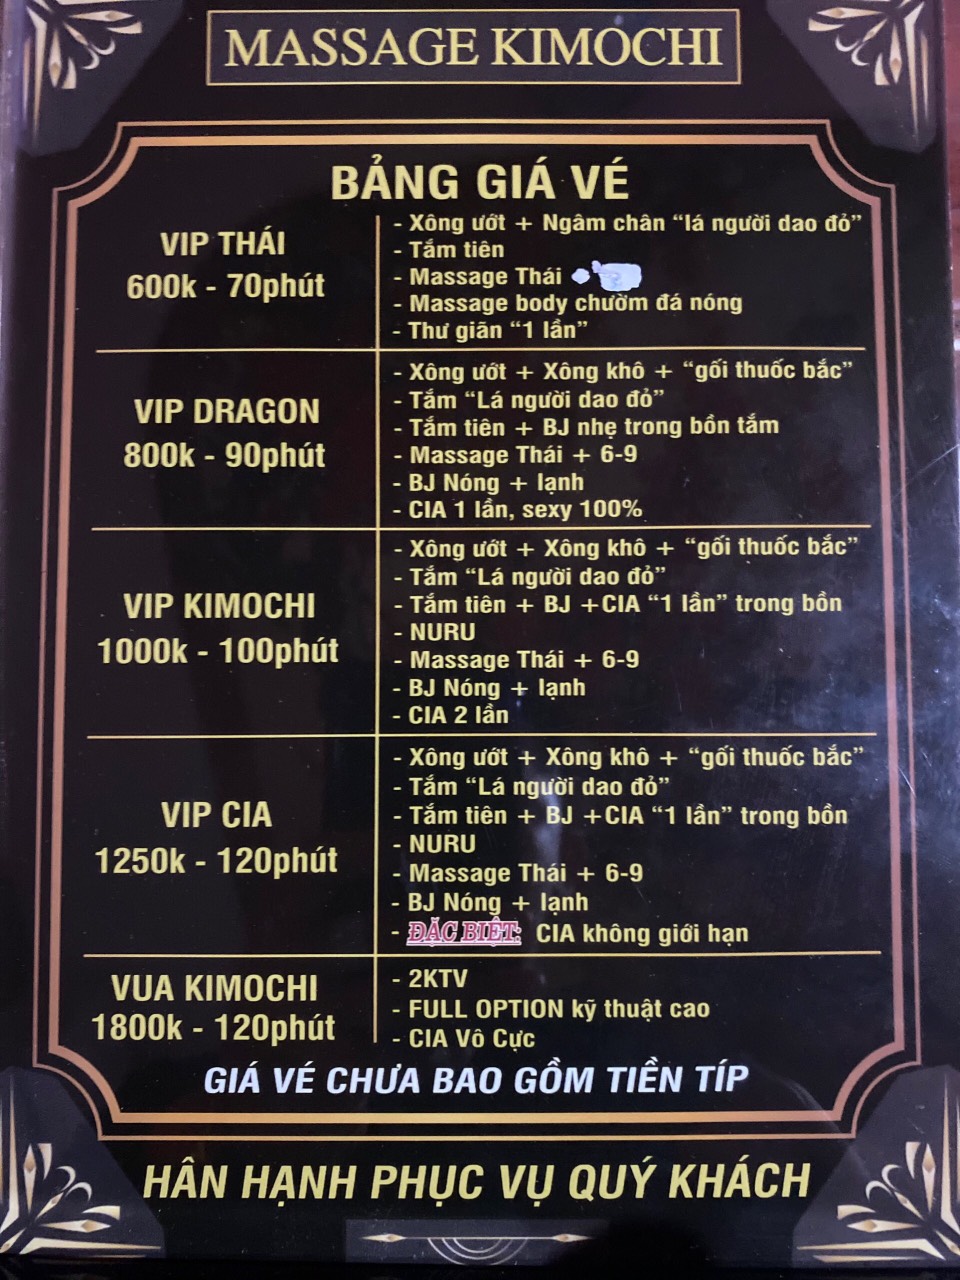 MASSAGE KIMOCHI
BẢNG GIÁ VÉ
VIP THÁI
600k - 70phút
- Xông ướt + Ngâm chân “lá người dao đỏ”
- Tắm tiên
- Massage Thái
- Massage body chườm đá nóng
- Thư giãn “1 lần”
VIP DRAGON
800k - 90phút
- Xông ướt + Xông khô + “gối thuốc bắc”
- Tắm “Lá người dao đỏ”
- Tắm tiên + BJ nhẹ trong bồn tắm
- Massage Thái + 6-9
- BJ Nóng + lạnh
- CIA 1 lần, sexy 100%
VIP KIMOCHI
1000k - 100phút
- Xông ướt + Xông khô + “gối thuốc bắc”
- Tắm “Lá người dao đỏ”
- Tắm tiên + BJ +CIA “1 lần” trong bồn
- NURU
- Massage Thái + 6-9
- BJ Nóng + lạnh
- CIA 2 lần
VIP CIA
1250k - 120phút
- Xông ướt + Xông khô + “gối thuốc bắc”
- Tắm “Lá người dao đỏ”
- Tắm tiên + BJ +CIA “1 lần” trong bồn
- NURU
- Massage Thái + 6-9
- BJ Nóng + lạnh
- ĐẶC BIỆT: CIA không giới hạn
VUA KIMOCHI
1800k - 120phút
- 2KTV
- FULL OPTION kỹ thuật cao
- CIA Vô Cực
GIÁ VÉ CHƯA BAO GỒM TIỀN TÍP
HÂN HẠNH PHỤC VỤ QUÝ KHÁCH